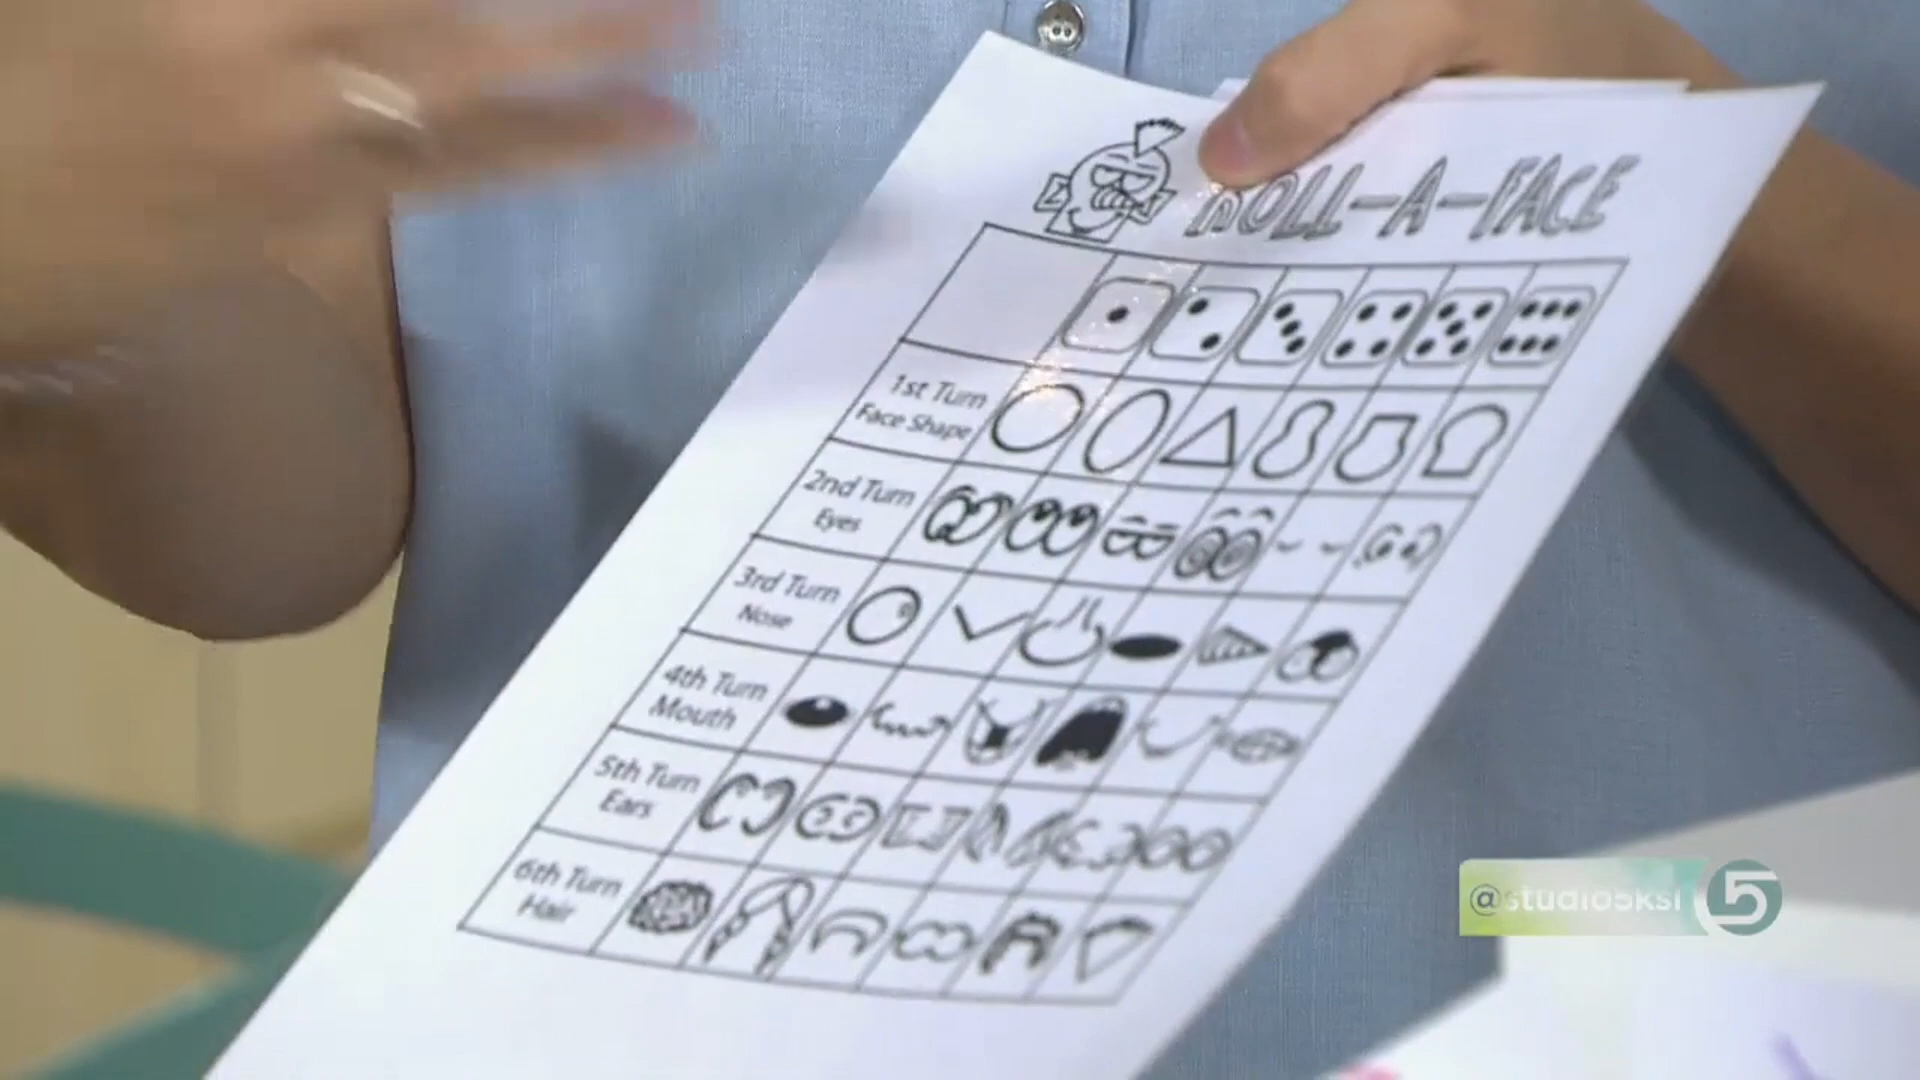 ROLL-A-FACE
1st Turn
Face Shape
2nd Turn
Eyes
3rd Turn
Nose
4th Turn
Mouth
5th Turn
Ears
6th Turn
Hair
@studio5ksl 5